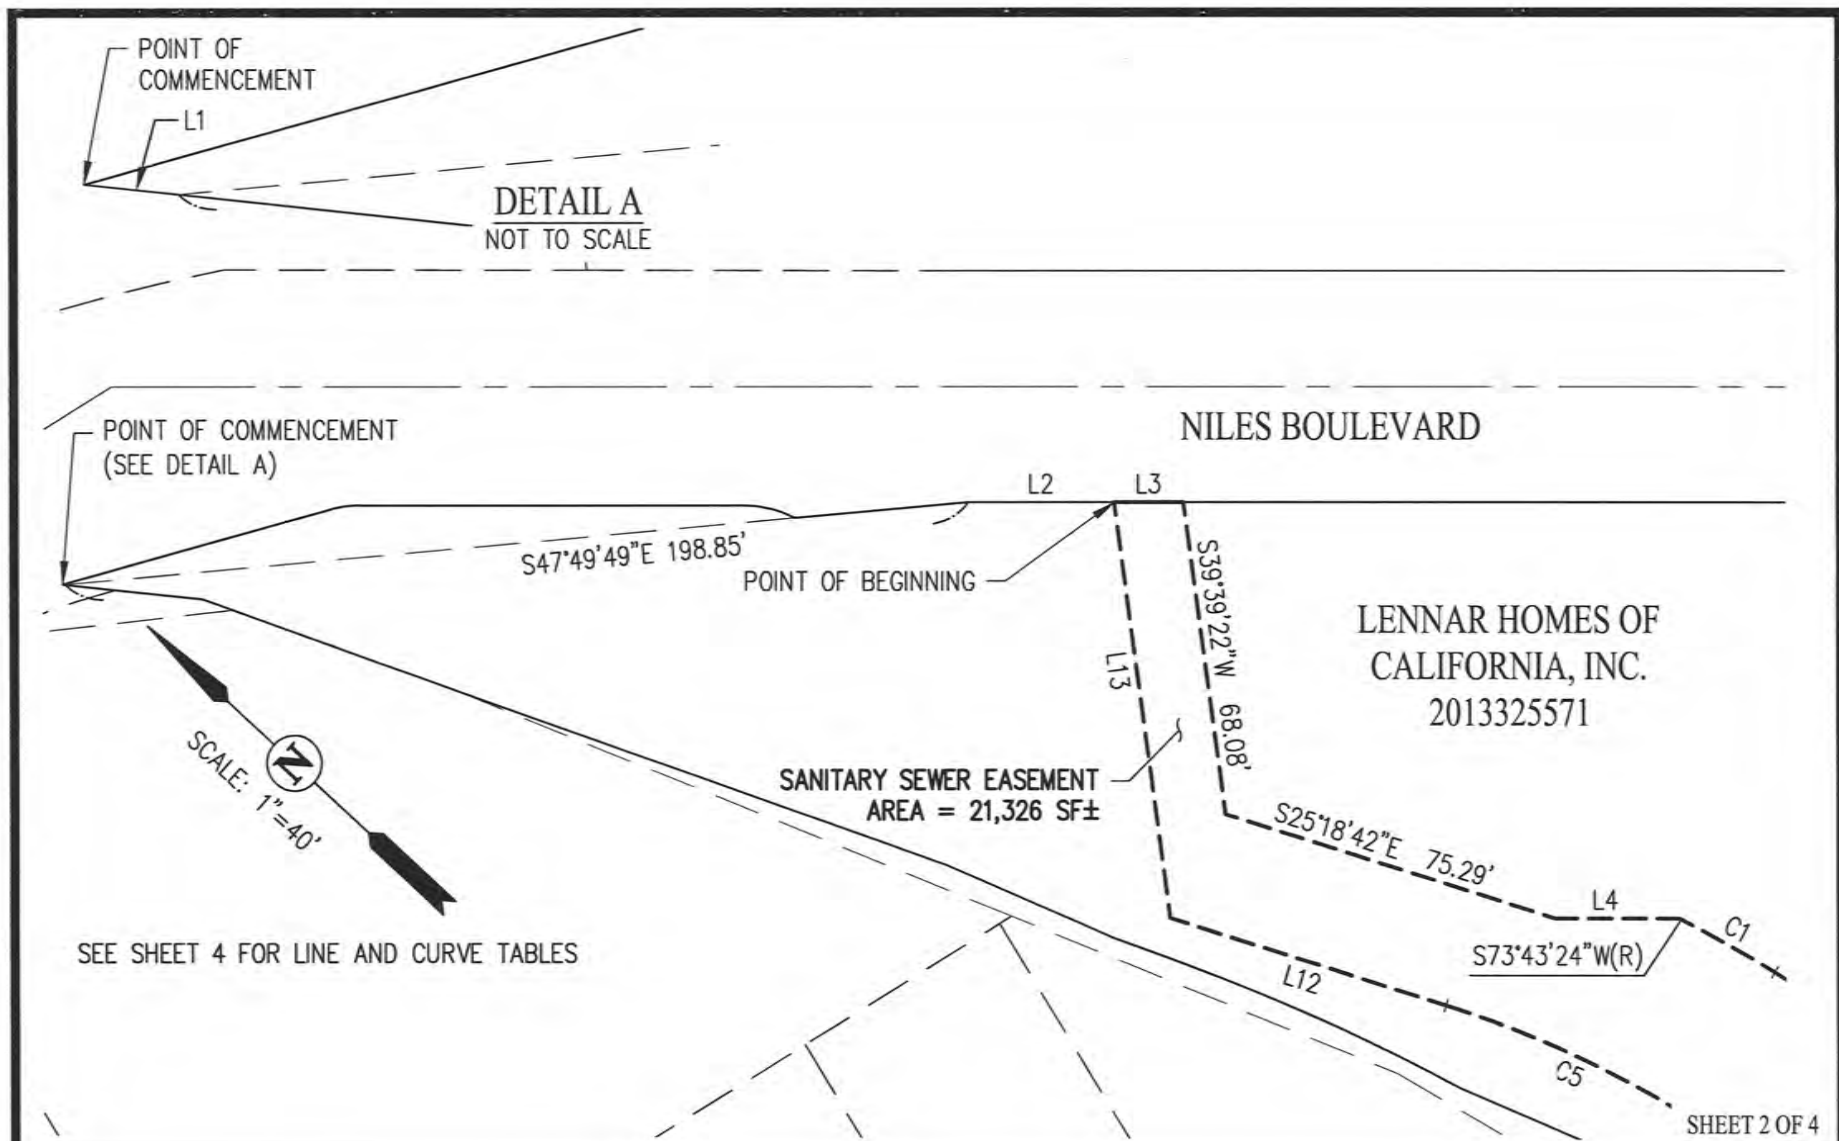 POINT OF
COMMENCEMENT
L1
DETAIL A
NOT TO SCALE
NILES BOULEVARD
POINT OF COMMENCEMENT
(SEE DETAIL A)
L2
L3
S47°49'49"E 198.85'
POINT OF BEGINNING
S39°39'22"W 68.08'
L13
LENNAR HOMES OF
CALIFORNIA, INC.
2013325571
N
SCALE: 1"=40'
SANITARY SEWER EASEMENT
AREA = 21,326 SF±
S25°18'42"E 75.29'
L4
C1
S73°43'24"W(R)
SEE SHEET 4 FOR LINE AND CURVE TABLES
L12
C5
SHEET 2 OF 4